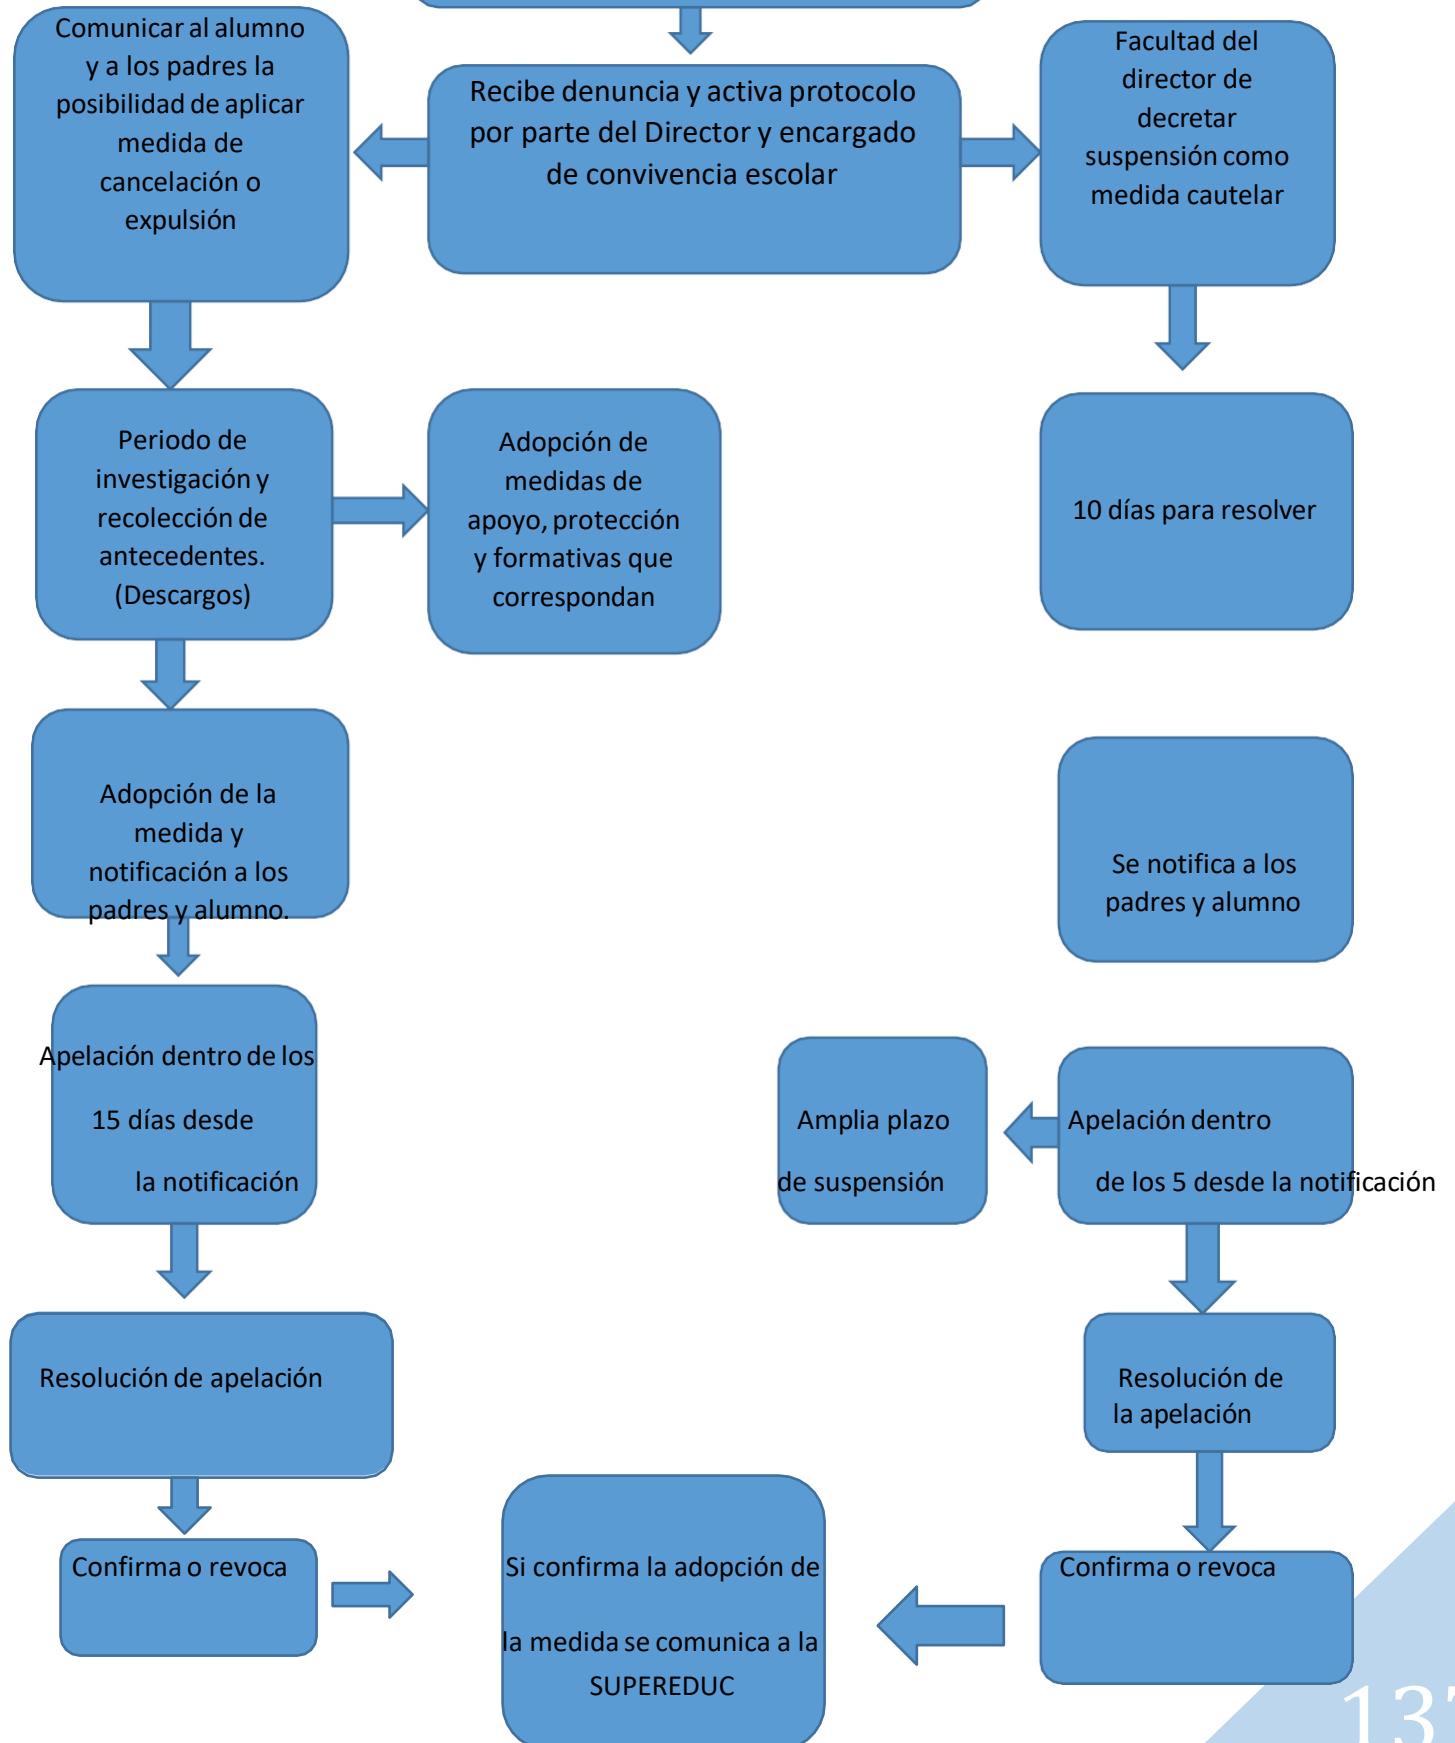 Comunicar al alumno
y a los padres la
posibilidad de aplicar
medida de
cancelación o
expulsión
Recibe denuncia y activa protocolo
por parte del Director y encargado
de convivencia escolar
Facultad del
director de
decretar
suspensión como
medida cautelar
Periodo de
investigación y
recolección de
antecedentes.
(Descargos)
Adopción de
medidas de
apoyo, protección
y formativas que
correspondan
10 días para resolver
Adopción de la
medida y
notificación a los
padres y alumno.
Se notifica a los
padres y alumno
Apelación dentro de los
15 días desde
la notificación
Amplia plazo
de suspensión
Apelación dentro
de los 5 desde la notificación
Resolución de apelación
Resolución de
la apelación
Confirma o revoca
Si confirma la adopción de
la medida se comunica a la
SUPEREDUC
Confirma o revoca